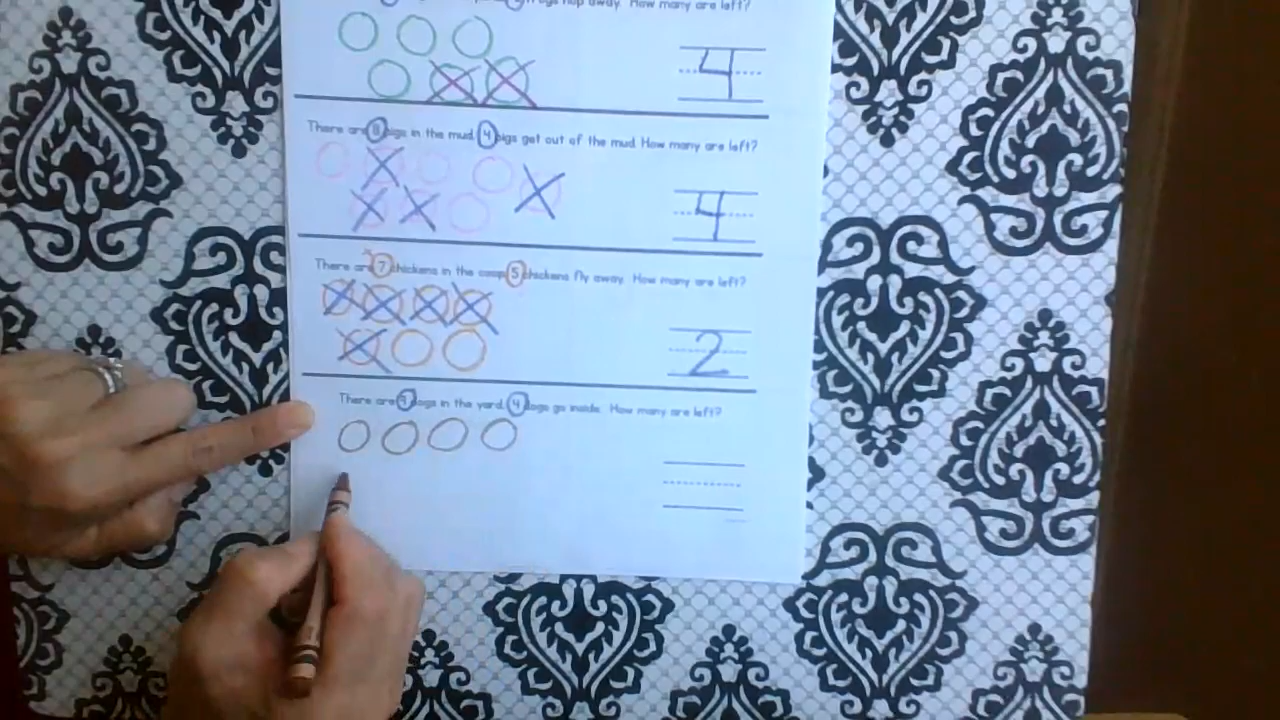 hop away. How many are left?
4
There are 8 pigs in the mud. 4 pigs get out of the mud. How many are left?
4
There are 7 chickens in the coop. 5 chickens fly away. How many are left?
2
There are 9 dogs in the yard. 4 dogs go inside. How many are left?